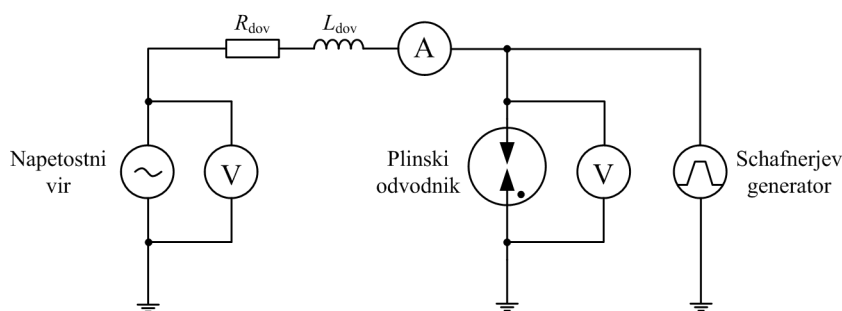 R_dov
L_dov
A
Napetostni
vir
V
Plinski
odvodnik
V
Schafnerjev
generator